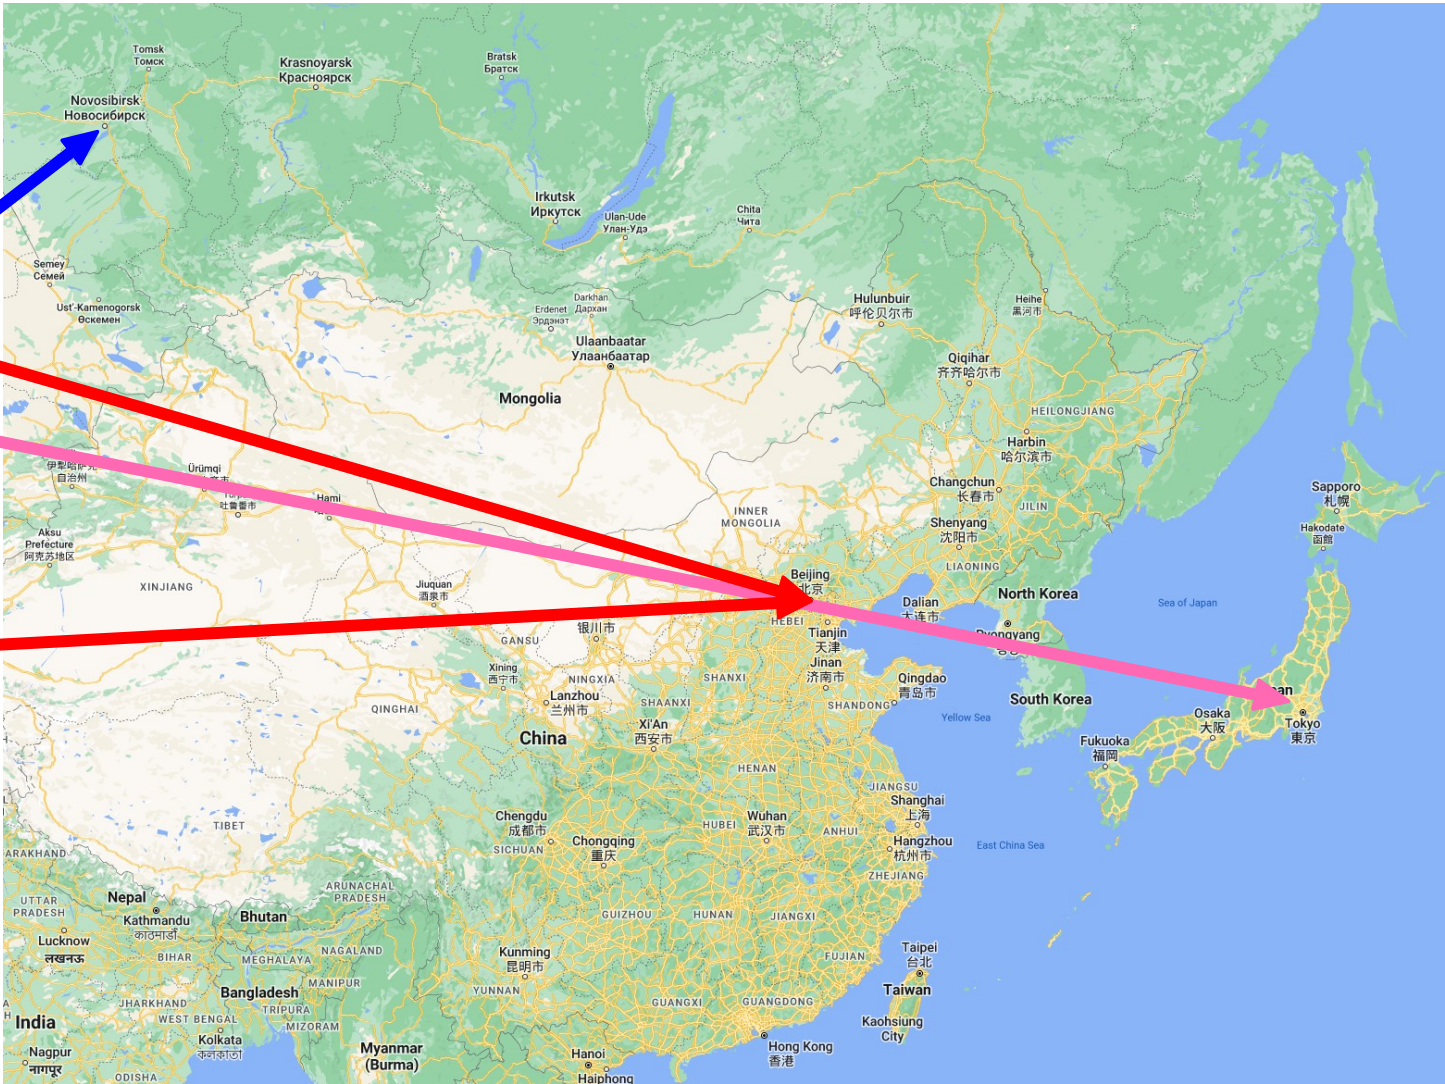 Tomsk
Томск
Krasnoyarsk
Красноярск
Bratsk
Братск
Novosibirsk
Новосибирск
Irkutsk
Иркутск
Ulan-Ude
Улан-Удэ
Chita
Чита
Semey
Семей
Ust'-Kamenogorsk
Өскемен
Erdenet
Эрдэнэт
Darkhan
Дархан
Hulunbuir
呼伦贝尔市
Heihe
黑河市
Ulaanbaatar
Улаанбаатар
Qiqihar
齐齐哈尔市
Mongolia
HEILONGJIANG
Harbin
哈尔滨市
Ürümqi
自治州
吐鲁番市
Hami
Changchun
长春市
JILIN
Sapporo
札幌
INNER
MONGOLIA
Shenyang
沈阳市
Hakodate
函館
Aksu
Prefecture
阿克苏地区
LIAONING
XINJIANG
Jiuquan
酒泉市
Beijing
北京
Dalian
大连市
North Korea
Sea of Japan
HEBEI
银川市
GANSU
Tianjin
天津
Pyongyang
Jinan
济南市
Xining
西宁市
NINGXIA
SHANXI
Qingdao
青岛市
Lanzhou
兰州市
QINGHAI
SHAANXI
SHANDONG
South Korea
Yellow Sea
Osaka
大阪
Tokyo
東京
China
Xi'An
西安市
Fukuoka
福岡
HENAN
JIANGSU
Shanghai
上海
TIBET
Chengdu
成都市
SICHUAN
Chongqing
重庆
HUBEI
Wuhan
武汉市
ANHUI
Hangzhou
杭州市
East China Sea
ZHEJIANG
ARAKHAND
Nepal
Kathmandu
काठमाडौं
ARUNACHAL
PRADESH
UTTAR
PRADESH
Bhutan
GUIZHOU
HUNAN
JIANGXI
Lucknow
लखनऊ
BIHAR
MEGHALAYA
NAGALAND
MANIPUR
Kunming
昆明市
YUNNAN
FUJIAN
Taipei
台北
Taiwan
Bangladesh
JHARKHAND
WEST BENGAL
TRIPURA
MIZORAM
GUANGXI
GUANGDONG
Kaohsiung
City
India
Kolkata
কলকাতা
Nagpur
नागपूर
ODISHA
Myanmar
(Burma)
Hanoi
Haiphong
Hong Kong
香港